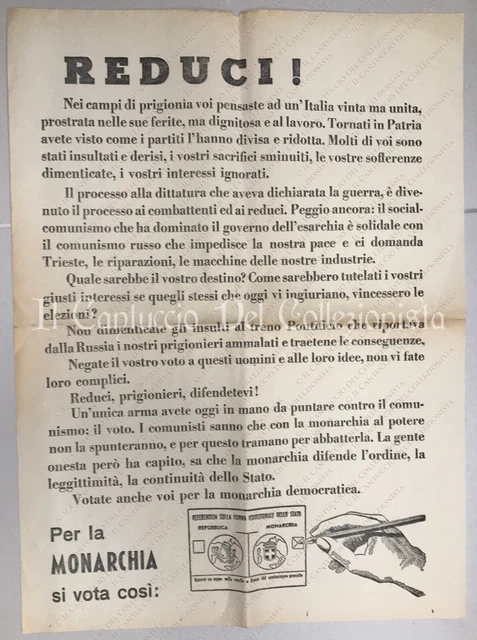 REDUCI!
Nei campi di prigionia voi pensaste ad un'Italia vinta ma unita,
prostrata nelle sue ferite, ma dignitosa e al lavoro. Tornati in Patria
avete visto come i partiti l'hanno divisa e ridotta. Molti di voi sono
stati insultati e derisi, i vostri sacrifici sminuiti, le vostre sofferenze
dimenticate, i vostri interessi ignorati.
Il processo alla dittatura che aveva dichiarata la guerra, è dive-
nuto il processo ai combattenti ed ai reduci. Peggio ancora: il social-
comunismo che ha dominato il governo dell'esarchia è solidale con
il comunismo russo che impedisce la nostra pace e ci domanda
Trieste, le riparazioni, le macchine delle nostre industrie.
Quale sarebbe il vostro destino? Come sarebbero tutelati i vostri
giusti interessi se quegli stessi che oggi vi ingiuriano, vincessero le
elezioni?
Il Cantuccio Del Collezionista
Non dimenticate gli insulti al treno Pontificio che riportava
dalla Russia i nostri prigionieri ammalati e traetene le conseguenze,
Negate il vostro voto a questi uomini e alle loro idee, non vi fate
loro complici.
Reduci, prigionieri, difendetevi!
Un'unica arma avete oggi in mano da puntare contro il comu-
nismo: il voto. I comunisti sanno che con la monarchia al potere
non la spunteranno, e per questo tramano per abbatterla. La gente
onesta però ha capito, sa che la monarchia difende l'ordine, la
leggittimità, la continuità dello Stato.
Votate anche voi per la monarchia democratica.
REFERENDUM SULLA FORMA ISTITUZIONALE DELLO STATO
REPUBBLICA MONARCHIA
Per la
MONARCHIA
si vota così: